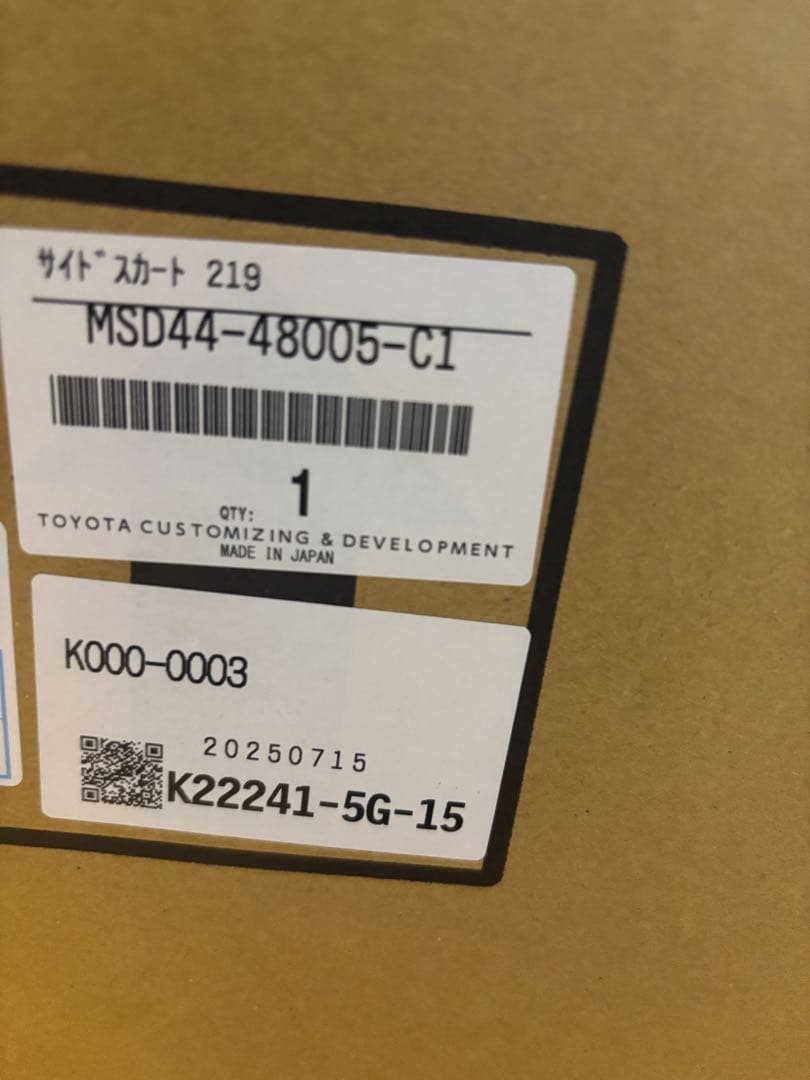 ｻｲﾄﾞｽｶｰﾄ 219
MSD44-48005-C1
QTY: 1
TOYOTA CUSTOMIZING & DEVELOPMENT
MADE IN JAPAN
K000-0003
20250715
K22241-5G-15